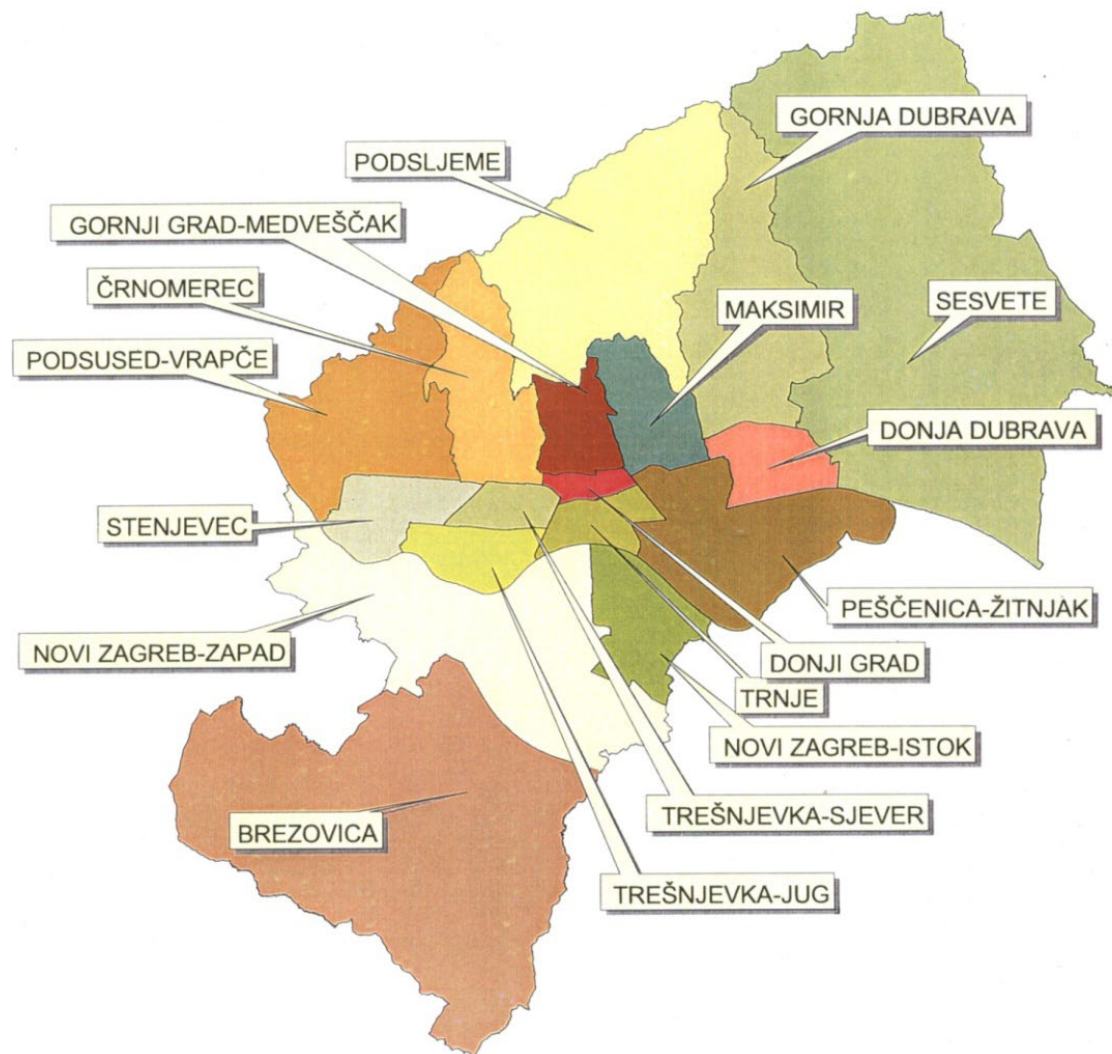 GORNJA DUBRAVA
PODSLJEME
GORNJI GRAD-MEDVEŠČAK
ČRNOMEREC
MAKSIMIR
SESVETE
PODSUSED-VRAPČE
DONJA DUBRAVA
STENJEVEC
PEŠČENICA-ŽITNJAK
NOVI ZAGREB-ZAPAD
DONJI GRAD
TRNJE
NOVI ZAGREB-ISTOK
TREŠNJEVKA-SJEVER
BREZOVICA
TREŠNJEVKA-JUG